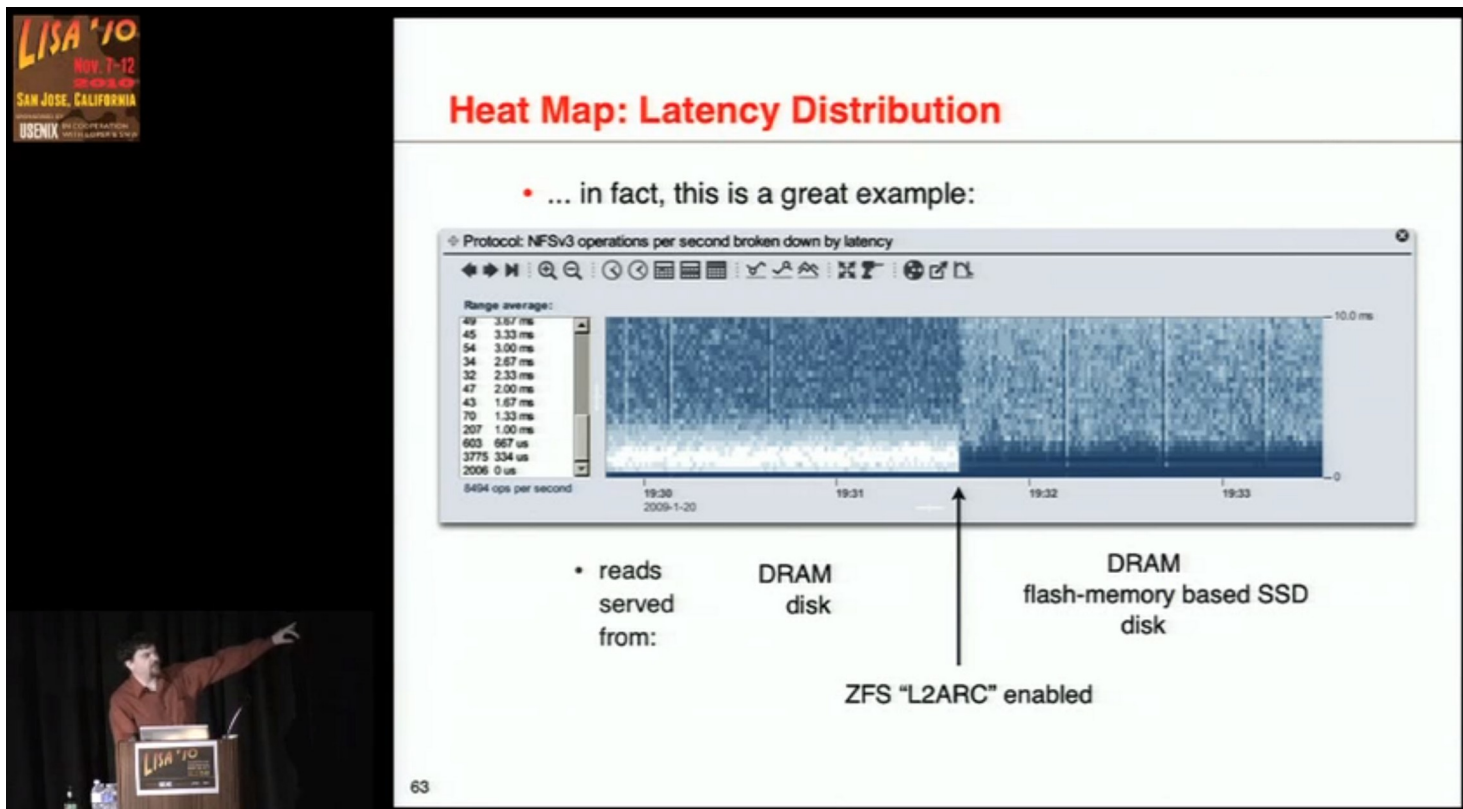 LISA '10
Nov. 7-12
2010
SAN JOSE, CALIFORNIA
USENIX IN COOPERATION
Heat Map: Latency Distribution
• ... in fact, this is a great example:
Protocol: NFSv3 operations per second broken down by latency
Range average:
49 3.67 ms
45 3.33 ms
54 3.00 ms
34 2.67 ms
32 2.33 ms
47 2.00 ms
43 1.67 ms
70 1.33 ms
207 1.00 ms
603 667 us
3775 334 us
2006 0 us
8494 ops per second
10.0 ms
0
19:30
2009-1-20
19:31
19:32
19:33
• reads
served
from:
DRAM
disk
DRAM
flash-memory based SSD
disk
ZFS “L2ARC” enabled
63
LISA '10